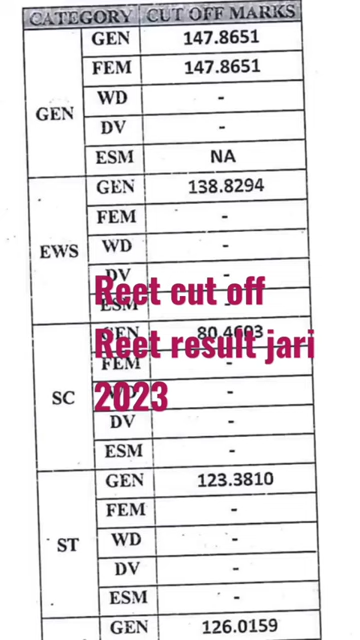 CATEGORY CUT OFF MARKS
GEN GEN 147.8651
FEM 147.8651
WD -
DV -
ESM NA
EWS GEN 138.8294
FEM -
WD -
DV -
ESM -
Reet cut off
SC GEN 80.4603
Reet result jari
FEM -
2023
WD -
DV -
ESM -
ST GEN 123.3810
FEM -
WD -
DV -
ESM -
GEN 126.0159